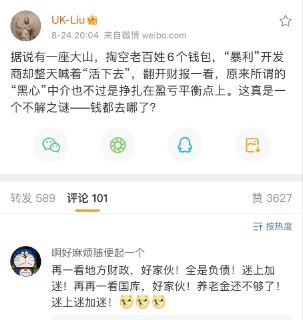 UK-Liu
8-24 20:04 来自微博 weibo.com
据说有一座大山，掏空老百姓6个钱包，“暴利”开发
商却整天喊着“活下去”，翻开财报一看，原来所谓的
“黑心”中介也不过是挣扎在盈亏平衡点上。这真是一
个不解之谜——钱都去哪了？
转发 589 评论 101 赞 3627
按热度
啊好麻烦随便起一个
再一看地方财政，好家伙！全是负债！迷上加
迷！再再一看国库，好家伙！养老金还不够了！
迷上迷加迷！